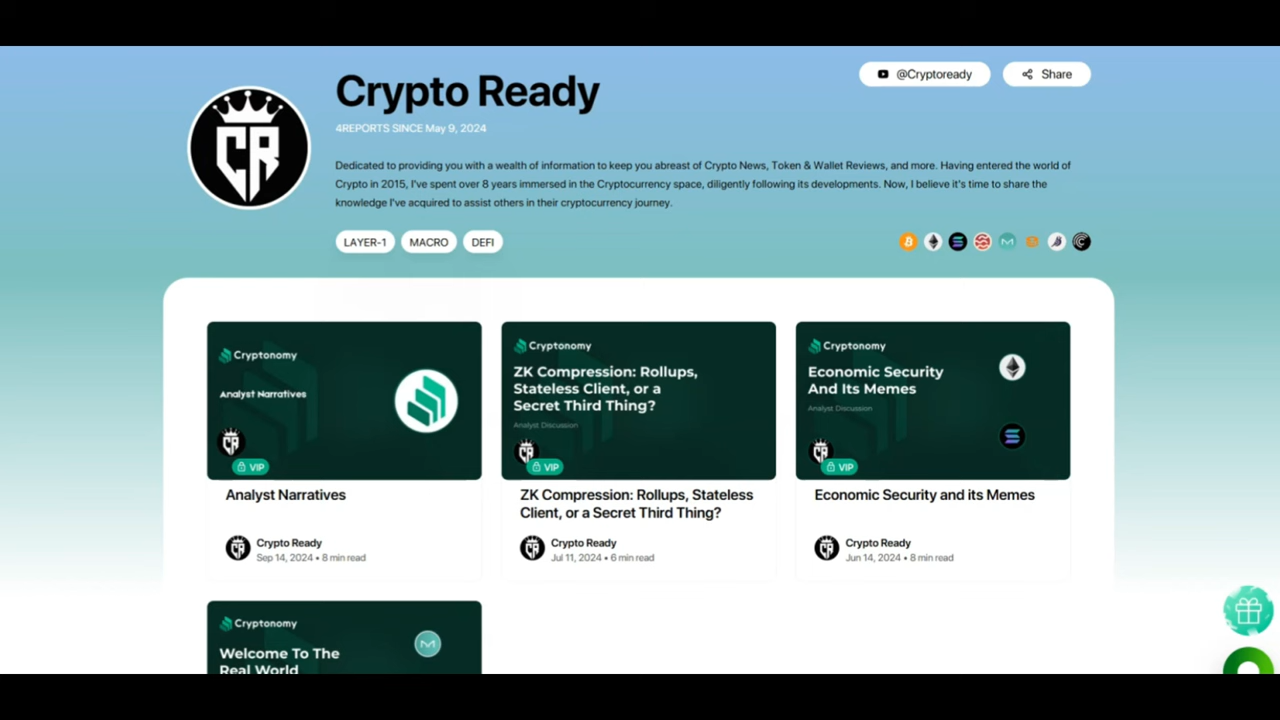 Crypto Ready
@Cryptoready
Share
4REPORTS SINCE May 9, 2024
Dedicated to providing you with a wealth of information to keep you abreast of Crypto News, Token & Wallet Reviews, and more. Having entered the world of
Crypto in 2015, I've spent over 8 years immersed in the Cryptocurrency space, diligently following its developments. Now, I believe it's time to share the
knowledge I've acquired to assist others in their cryptocurrency journey.
LAYER-1
MACRO
DEFI
CR
Cryptonomy
Analyst Narratives
CR
VIP
Analyst Narratives
CR
Crypto Ready
Sep 14, 2024 • 8 min read
Cryptonomy
ZK Compression: Rollups,
Stateless Client, or a
Secret Third Thing?
Analyst Discussion
CR
VIP
ZK Compression: Rollups, Stateless
Client, or a Secret Third Thing?
CR
Crypto Ready
Jul 11, 2024 • 6 min read
Cryptonomy
Economic Security
And Its Memes
Analyst Discussion
CR
VIP
Economic Security and its Memes
CR
Crypto Ready
Jun 14, 2024 • 8 min read
Cryptonomy
Welcome To The
Real World